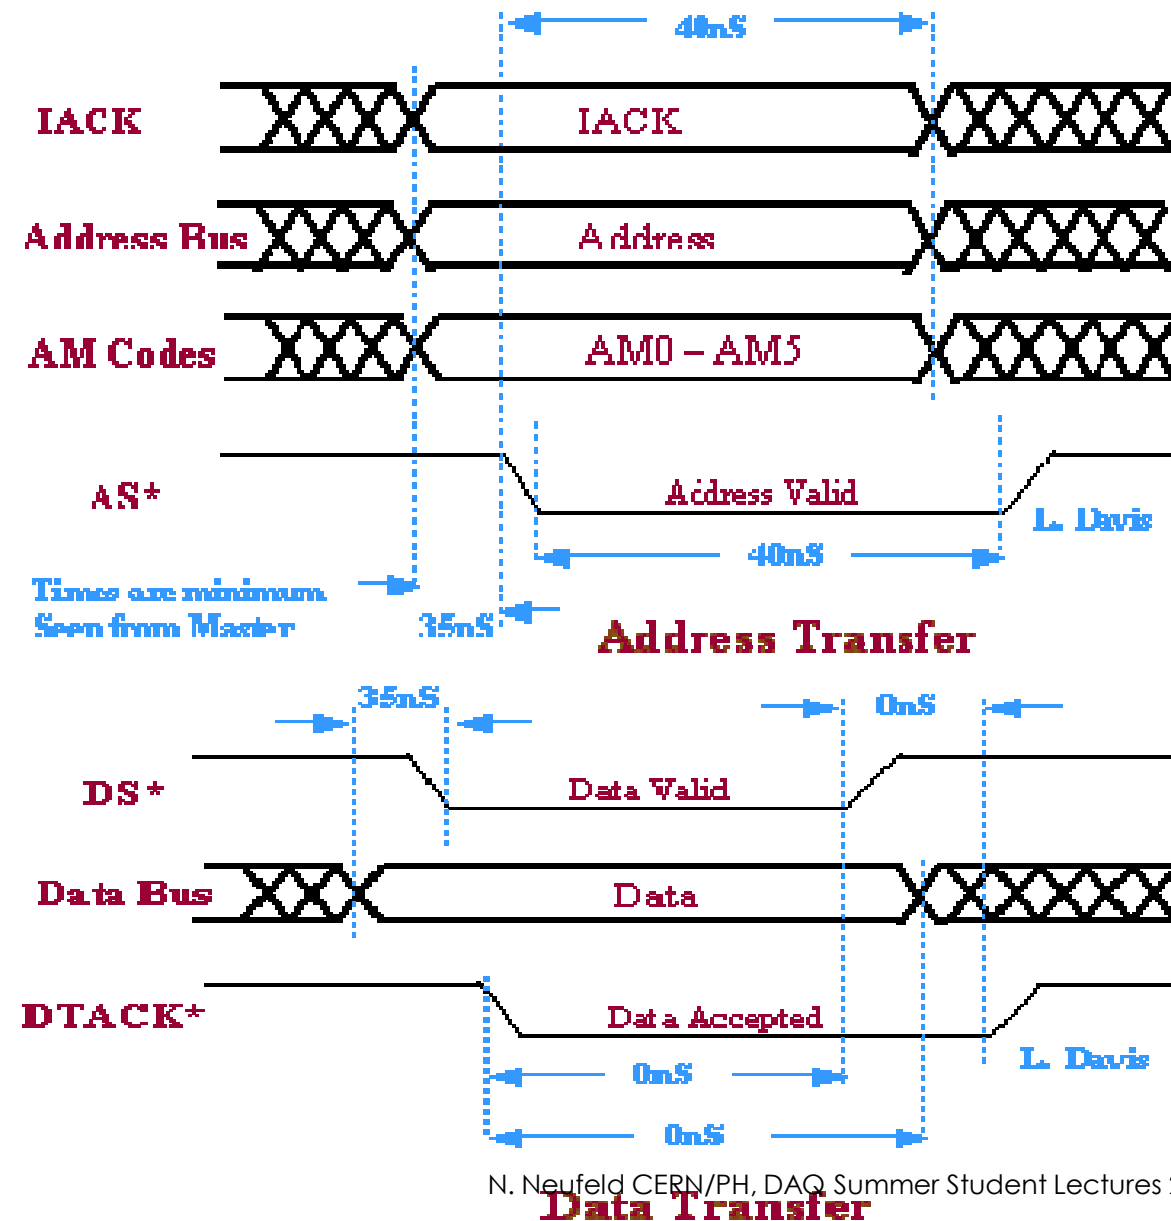 40nS
IACK IACK
Address Bus Address
AM Codes AM0 – AM5
AS* Address Valid
L. Davis
40nS
Times are minimum
Seen from Master
35nS
Address Transfer
35nS 0nS
DS* Data Valid
Data Bus Data
DTACK* Data Accepted
L. Davis
0nS
0nS
N. Neufeld CERN/PH, DAQ Summer Student Lectures
Data Transfer